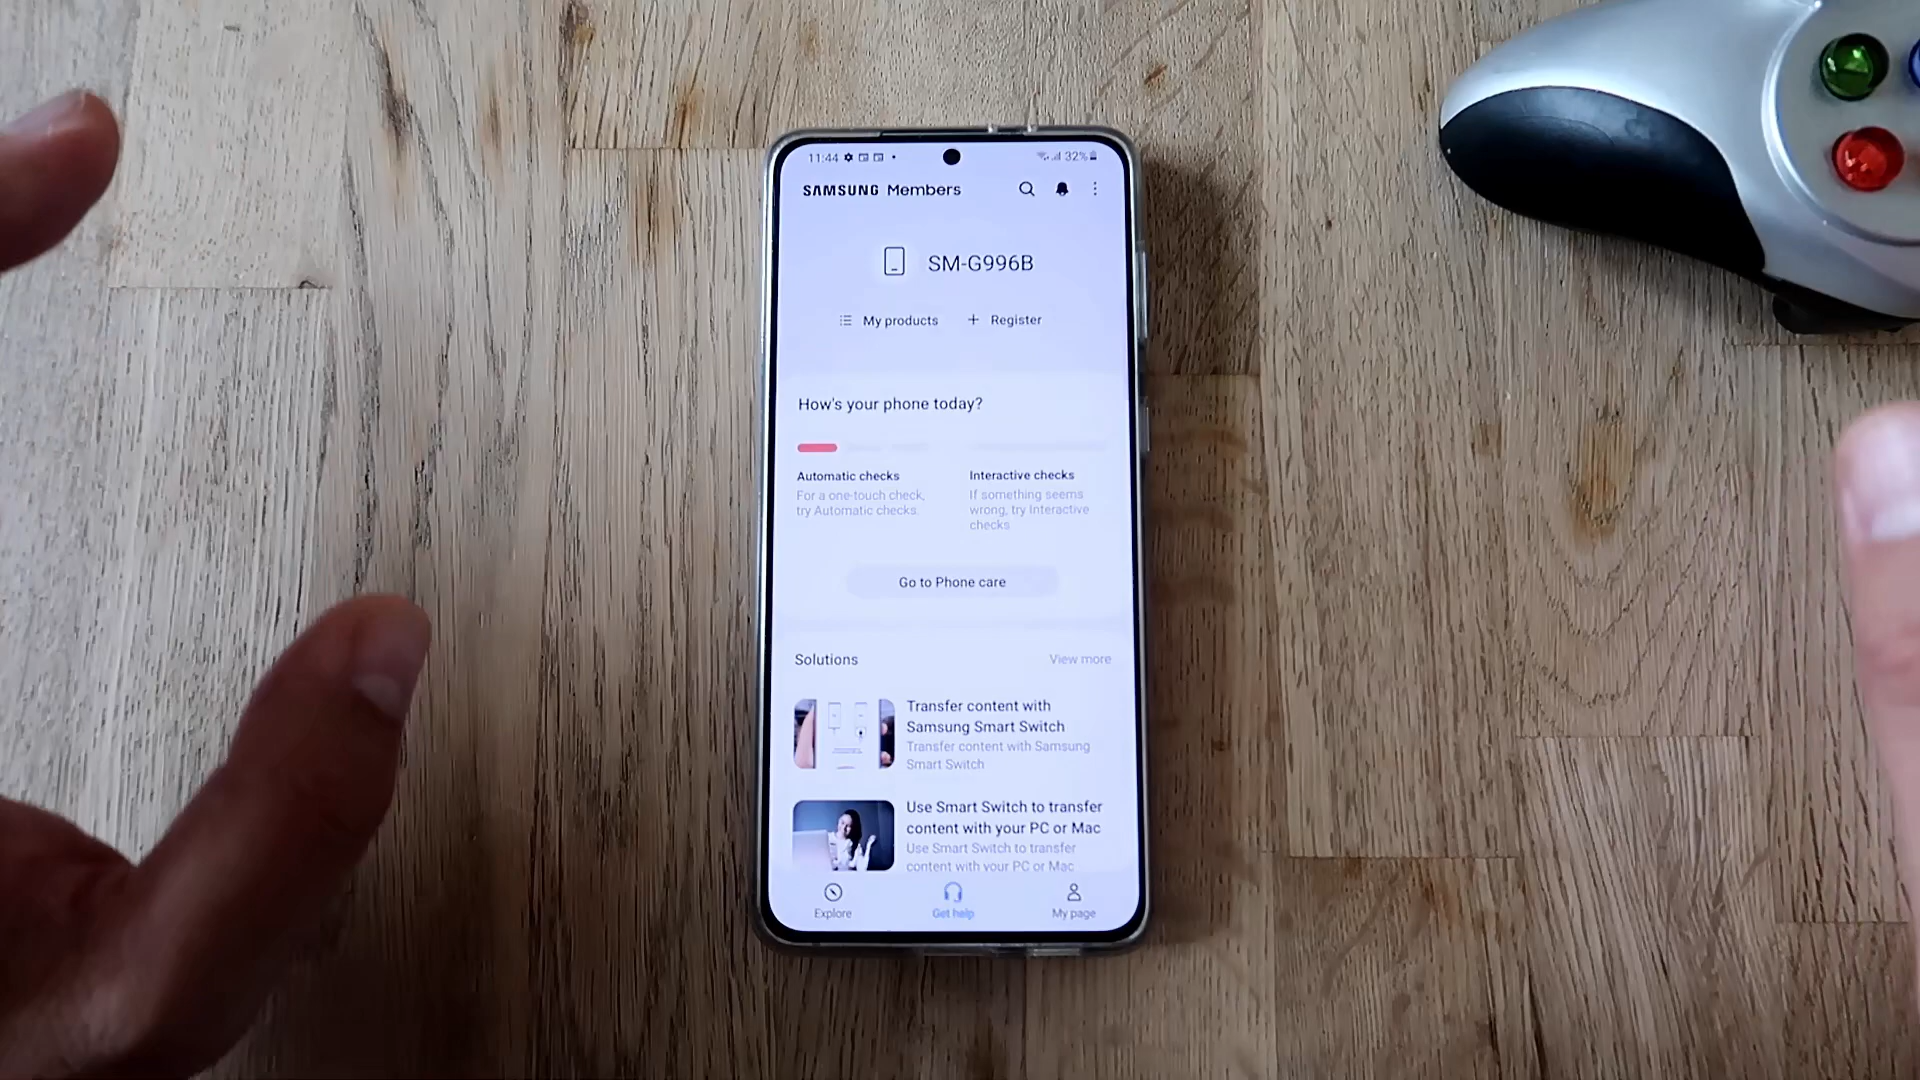 11:44
32%
SAMSUNG Members
SM-G996B
My products
Register
How's your phone today?
Automatic checks
For a one-touch check,
try Automatic checks.
Interactive checks
If something seems
wrong, try Interactive
checks
Go to Phone care
Solutions
View more
Transfer content with
Samsung Smart Switch
Transfer content with Samsung
Smart Switch
Use Smart Switch to transfer
content with your PC or Mac
Use Smart Switch to transfer
content with your PC or Mac
Explore
Get help
My page